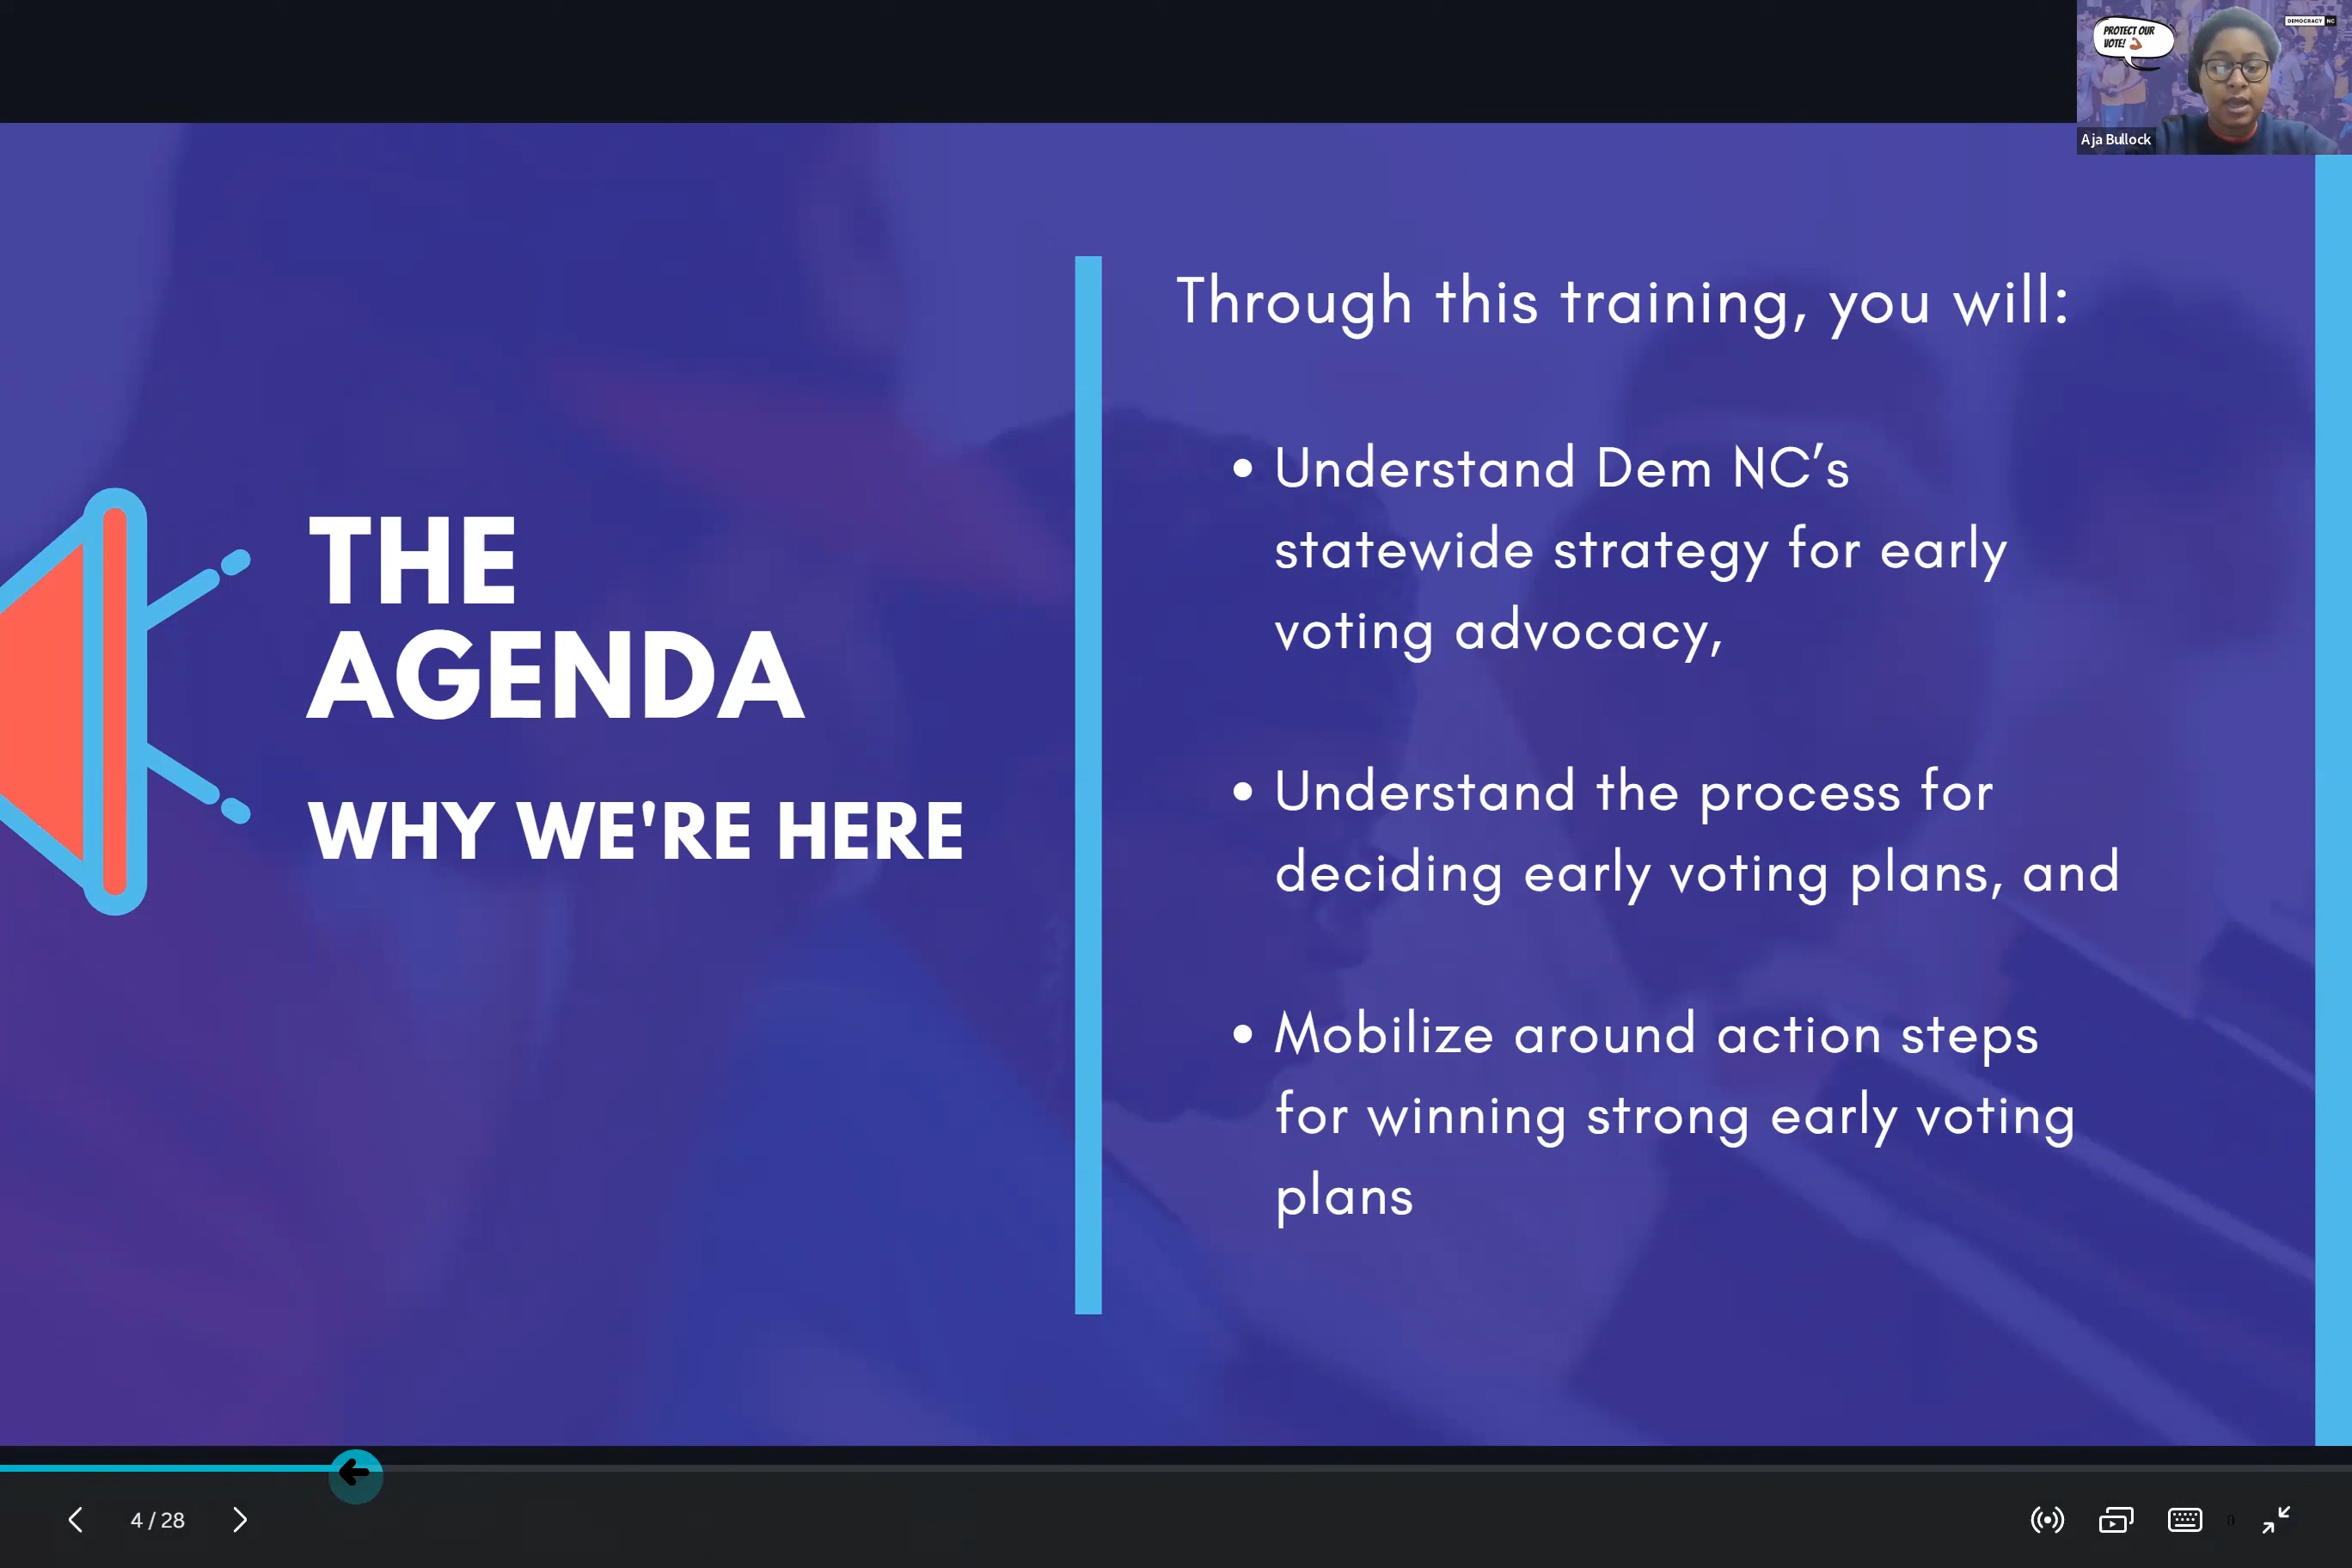 PROTECT OUR
VOTE!
DEMOCRACY NC
Aja Bullock
THE
AGENDA
WHY WE'RE HERE
Through this training, you will:
• Understand Dem NC’s
statewide strategy for early
voting advocacy,
• Understand the process for
deciding early voting plans, and
• Mobilize around action steps
for winning strong early voting
plans
4 / 28